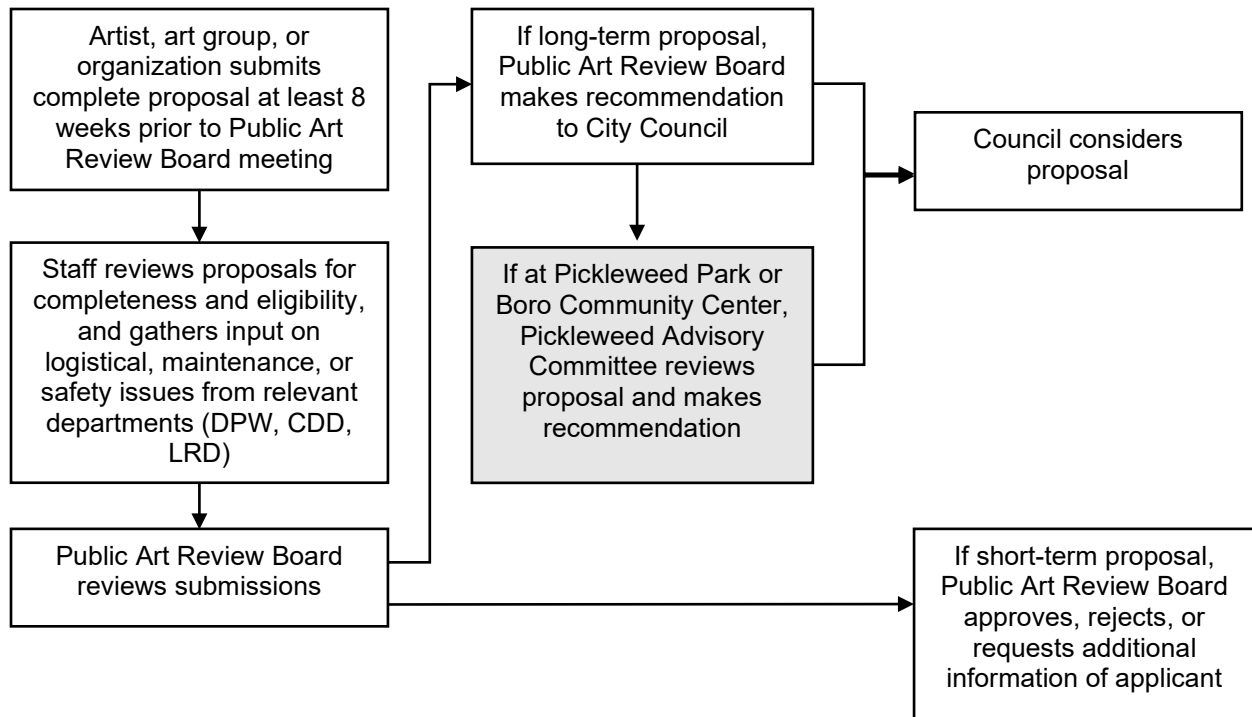 Artist, art group, or
organization submits
complete proposal at least 8
weeks prior to Public Art
Review Board meeting
Staff reviews proposals for
completeness and eligibility,
and gathers input on
logistical, maintenance, or
safety issues from relevant
departments (DPW, CDD,
LRD)
Public Art Review Board
reviews submissions
If long-term proposal,
Public Art Review Board
makes recommendation
to City Council
If at Pickleweed Park or
Boro Community Center,
Pickleweed Advisory
Committee reviews
proposal and makes
recommendation
Council considers
proposal
If short-term proposal,
Public Art Review Board
approves, rejects, or
requests additional
information of applicant